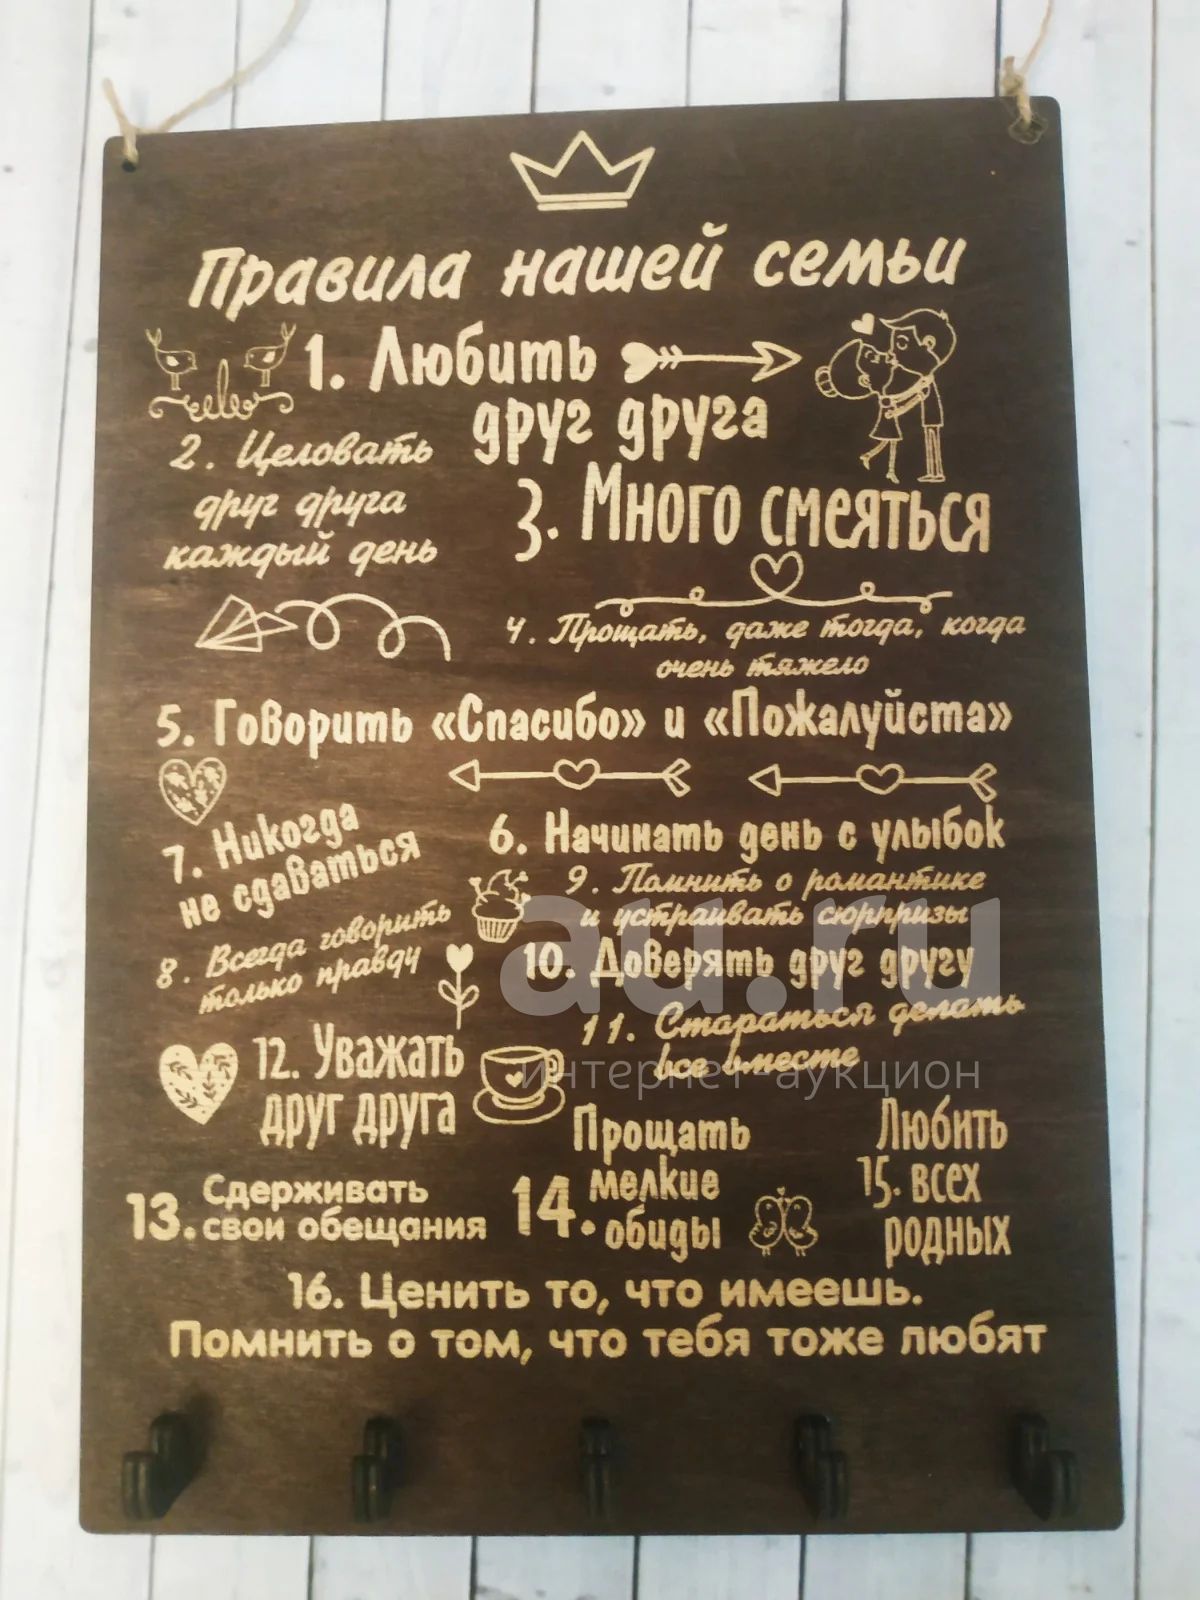 Правила нашей семьи
1. Любить
друг друга
2. Целовать
друг друга
каждый день
3. Много смеяться
4. Прощать, даже тогда, когда
очень тяжело
5. Говорить «Спасибо» и «Пожалуйста»
6. Начинать день с улыбок
7. Никогда
не сдаваться
8. Всегда говорить
только правду
9. Помнить о романтике
и устраивать сюрпризы
10. Доверять друг другу
11. Стараться делать
все вместе
12. Уважать
друг друга
13. Сдерживать
свои обещания
14. Прощать
мелкие
обиды
15. Любить
всех
родных
16. Ценить то, что имеешь.
Помнить о том, что тебя тоже любят
au.ru
интернет-аукцион